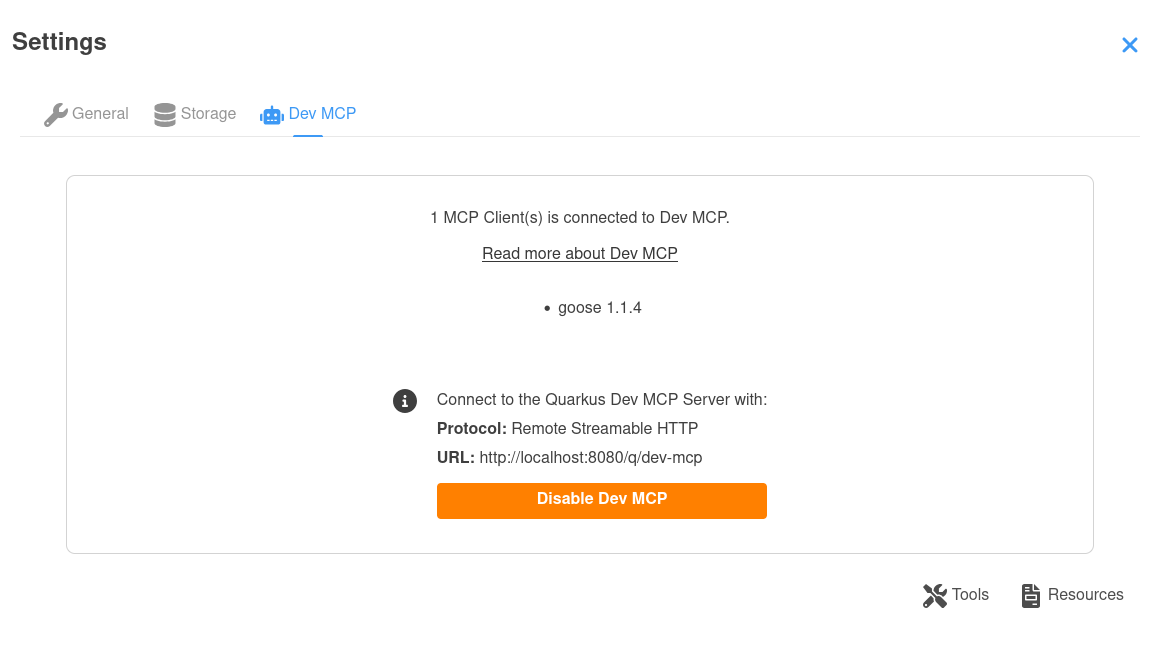 Settings
General
Storage
Dev MCP
1 MCP Client(s) is connected to Dev MCP.
Read more about Dev MCP
• goose 1.1.4
Connect to the Quarkus Dev MCP Server with:
Protocol: Remote Streamable HTTP
URL: http://localhost:8080/q/dev-mcp
Disable Dev MCP
Tools
Resources